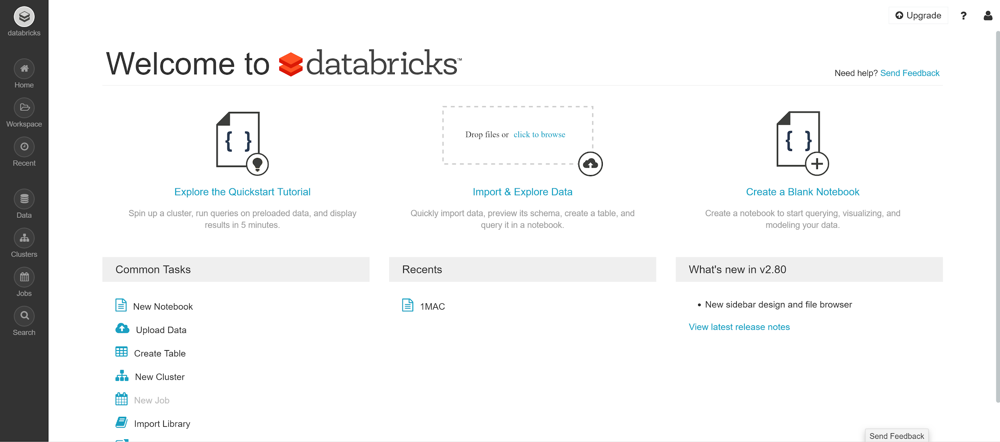 databricks
Home
Workspace
Recent
Data
Clusters
Jobs
Search
Upgrade
?
Welcome to databricks™
Need help? Send Feedback
{ }
Drop files or click to browse
{ }
Explore the Quickstart Tutorial
Spin up a cluster, run queries on preloaded data, and display
results in 5 minutes.
Import & Explore Data
Quickly import data, preview its schema, create a table, and
query it in a notebook.
Create a Blank Notebook
Create a notebook to start querying, visualizing, and
modeling your data.
Common Tasks
New Notebook
Upload Data
Create Table
New Cluster
New Job
Import Library
Recents
1MAC
What's new in v2.80
• New sidebar design and file browser
View latest release notes
Send Feedback